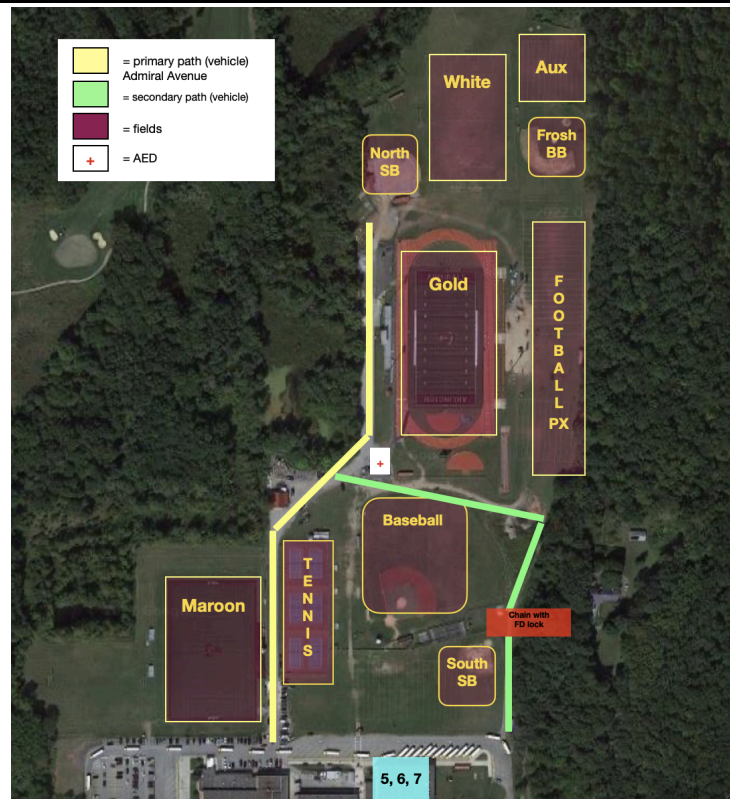 = primary path (vehicle)
Admiral Avenue
= secondary path (vehicle)
= fields
+ = AED
White
Aux
North
SB
Frosh
BB
Gold
F
O
O
T
B
A
L
L
PX
+
Baseball
T
E
N
N
I
S
Maroon
Chain with
FD lock
South
SB
5, 6, 7